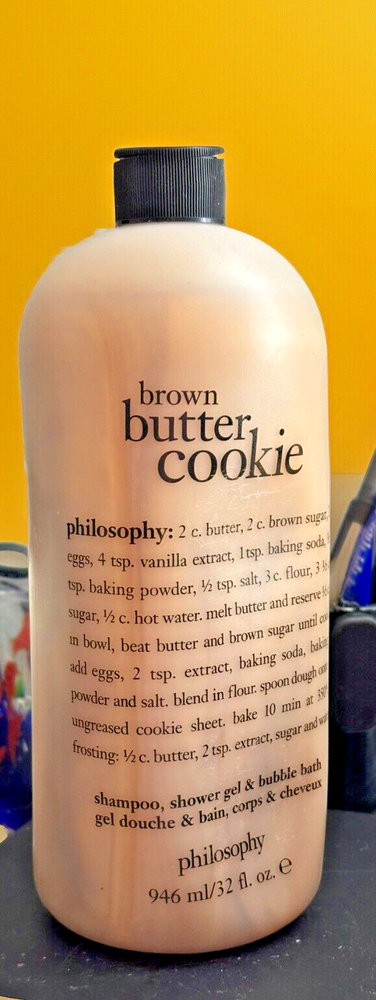 brown
butter
cookie
philosophy: 2 c. butter, 2 c. brown sugar,
eggs, 4 tsp. vanilla extract, 1 tsp. baking soda,
tsp. baking powder, ½ tsp. salt, 3 c. flour, 3
sugar, ½ c. hot water. melt butter and reserve
in bowl, beat butter and brown sugar until
add eggs, 2 tsp. extract, baking soda,
powder and salt. blend in flour. spoon dough
ungreased cookie sheet. bake 10 min at
frosting: ½ c. butter, 2 tsp. extract, sugar and
shampoo, shower gel & bubble bath
gel douche & bain, corps & cheveux
philosophy
946 ml/32 fl. oz. ℮